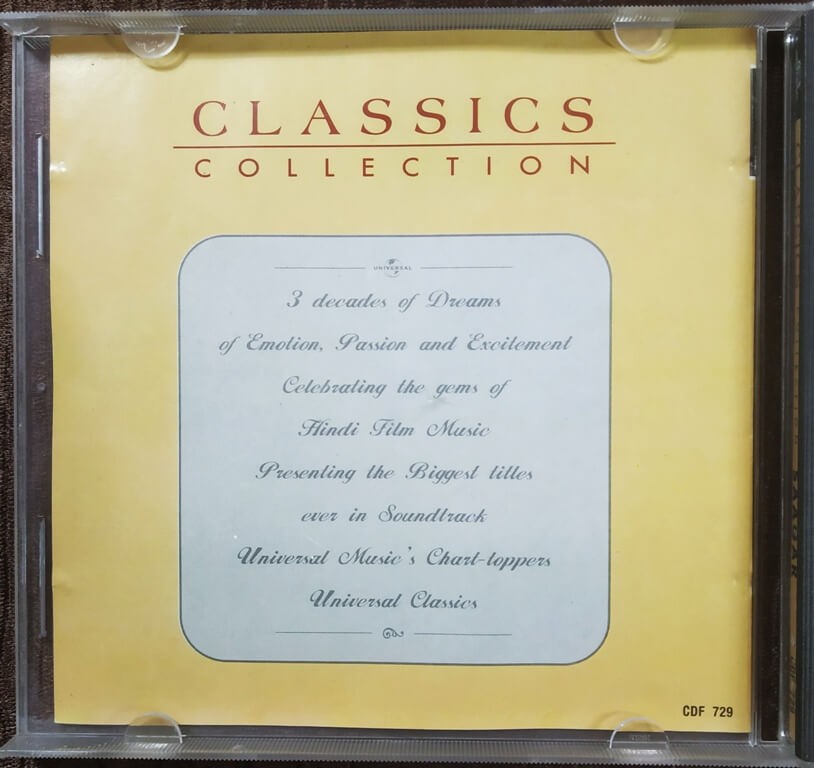 CLASSICS
COLLECTION
UNIVERSAL
3 decades of Dreams
of Emotion, Passion and Excitement
Celebrating the gems of
Hindi Film Music
Presenting the Biggest titles
ever in Soundtrack
Universal Music's Chart-toppers
Universal Classics
CDF 729